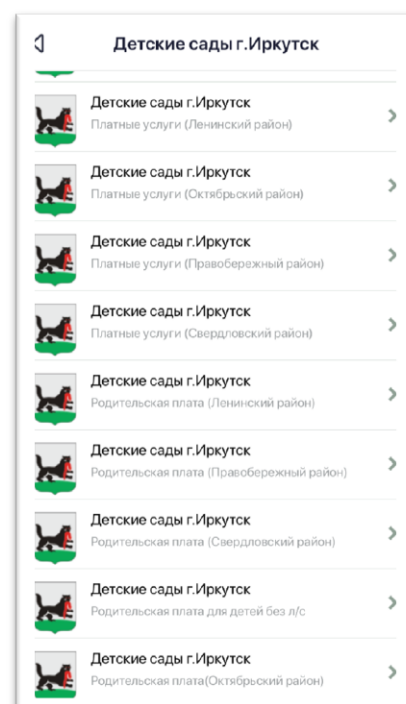 Детские сады г.Иркутск
Детские сады г.Иркутск
Платные услуги (Ленинский район)
Детские сады г.Иркутск
Платные услуги (Октябрьский район)
Детские сады г.Иркутск
Платные услуги (Правобережный район)
Детские сады г.Иркутск
Платные услуги (Свердловский район)
Детские сады г.Иркутск
Родительская плата (Ленинский район)
Детские сады г.Иркутск
Родительская плата (Правобережный район)
Детские сады г.Иркутск
Родительская плата (Свердловский район)
Детские сады г.Иркутск
Родительская плата для детей без л/с
Детские сады г.Иркутск
Родительская плата(Октябрьский район)